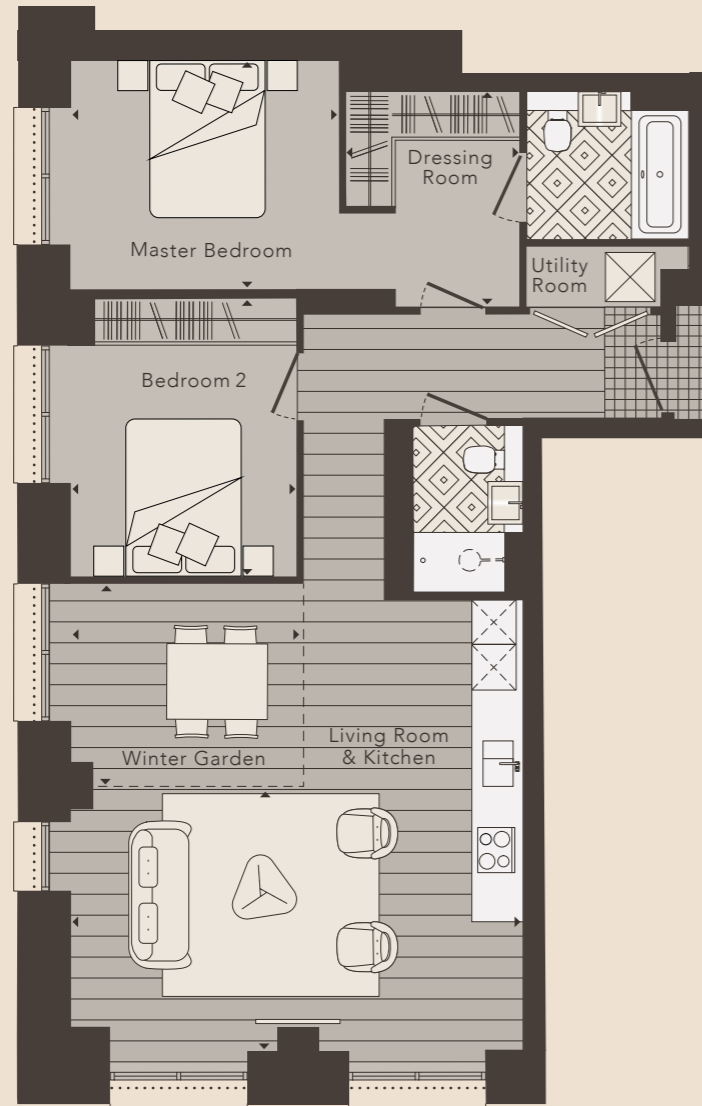 Dressing
Room
Master Bedroom
Utility
Room
Bedroom 2
Living Room
& Kitchen
Winter Garden